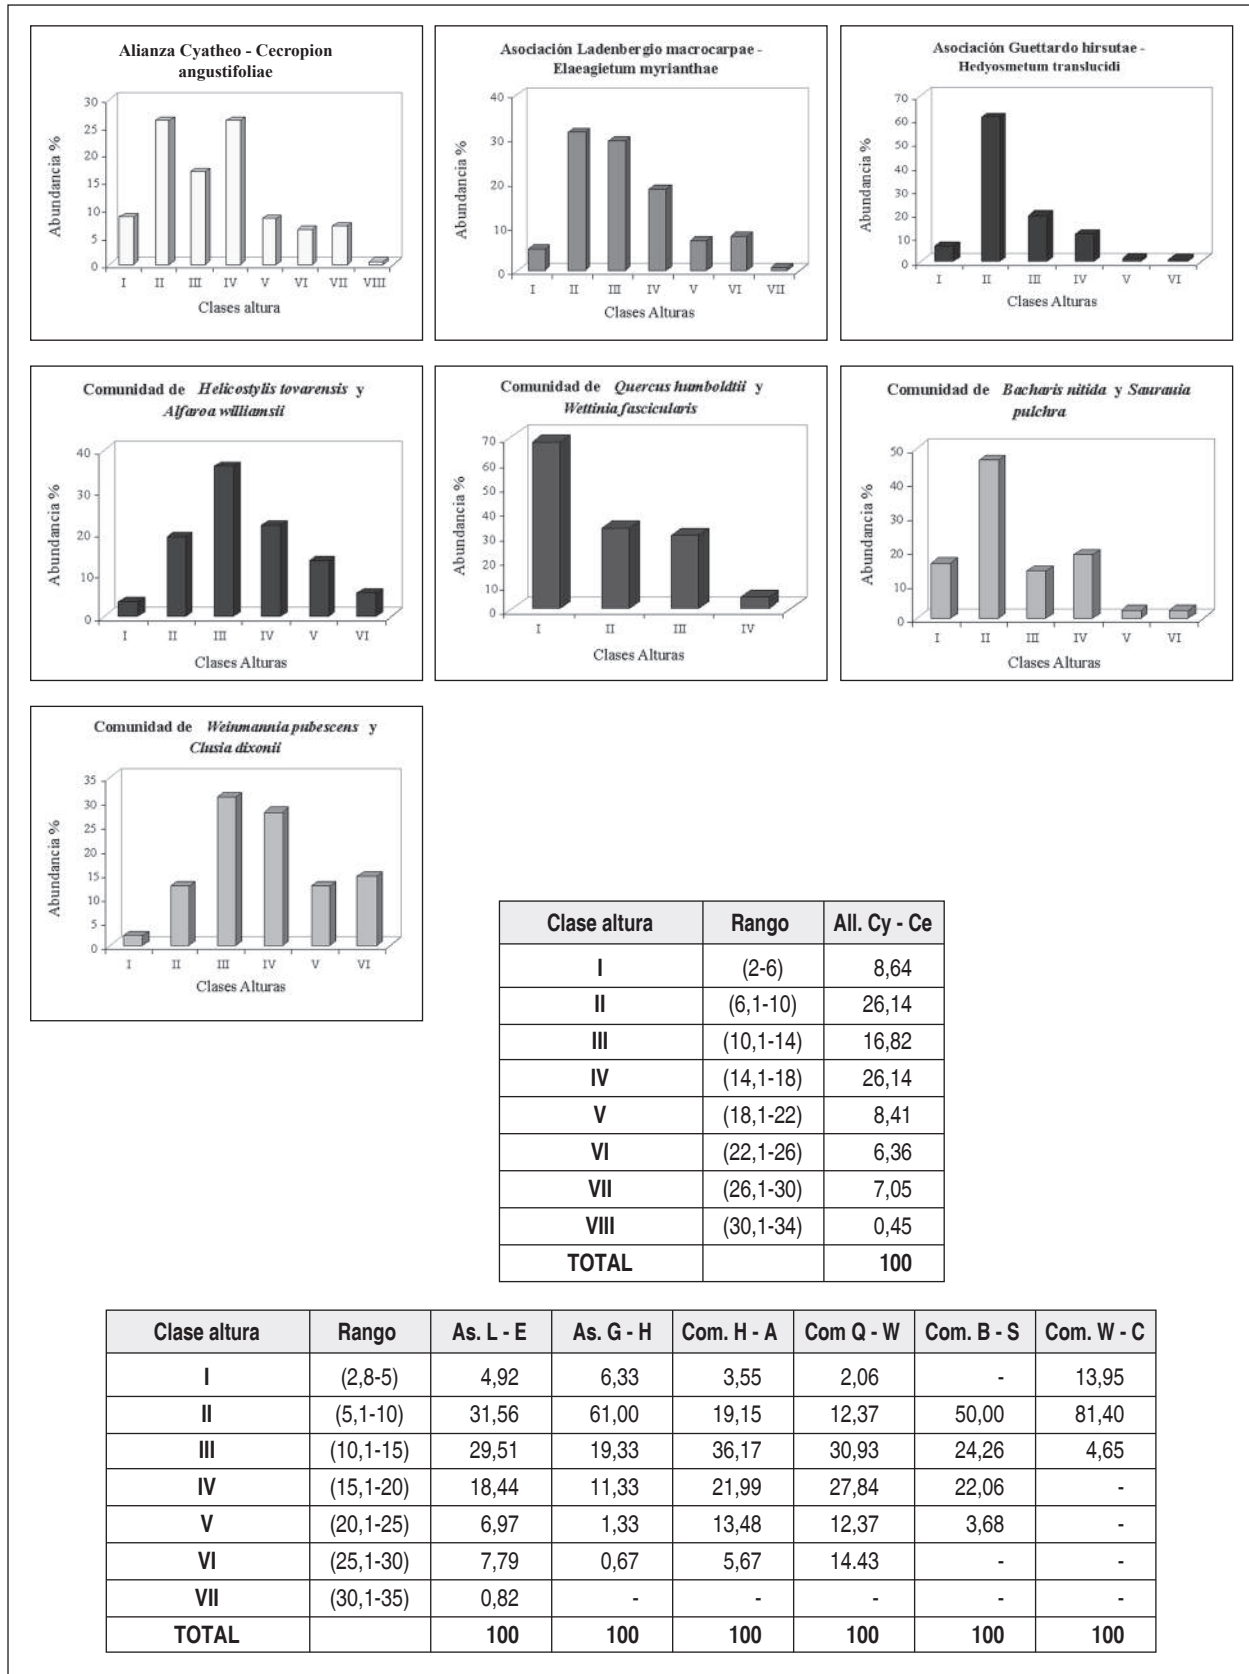 Alianza Cyatheo - Cecropion
angustifoliae
Abundancia %
30
25
20
15
10
5
0
I II III IV V VI VII VIII
Clases altura
Asociación Ladenbergio macrocarpae -
Elaeagietum myrianthae
Abundancia %
40
30
20
10
0
I II III IV V VI VII
Clases Alturas
Asociación Guettardo hirsutae -
Hedyosmetum translucidi
Abundancia %
70
60
50
40
30
20
10
0
I II III IV V VI
Clases Alturas
Comunidad de Helicostylis tovarensis y
Alfaroa williamsii
Abundancia %
40
30
20
10
0
I II III IV V VI
Clases Alturas
Comunidad de Quercus humboldtii y
Wettinia fascicularis
Abundancia %
70
60
50
40
30
20
10
0
I II III IV
Clases Alturas
Comunidad de Bacharis nitida y Saurauia
pulchra
Abundancia %
50
40
30
20
10
0
I II III IV V VI
Clases Alturas
Comunidad de Weinmannia pubescens y
Clusia dixonii
Abundancia %
35
30
25
20
15
10
5
0
I II III IV V VI
Clases Alturas
Clase altura Rango All. Cy - Ce
I (2-6) 8,64
II (6,1-10) 26,14
III (10,1-14) 16,82
IV (14,1-18) 26,14
V (18,1-22) 8,41
VI (22,1-26) 6,36
VII (26,1-30) 7,05
VIII (30,1-34) 0,45
TOTAL 100
Clase altura Rango As. L - E As. G - H Com. H - A Com Q - W Com. B - S Com. W - C
I (2,8-5) 4,92 6,33 3,55 2,06 - 13,95
II (5,1-10) 31,56 61,00 19,15 12,37 50,00 81,40
III (10,1-15) 29,51 19,33 36,17 30,93 24,26 4,65
IV (15,1-20) 18,44 11,33 21,99 27,84 22,06 -
V (20,1-25) 6,97 1,33 13,48 12,37 3,68 -
VI (25,1-30) 7,79 0,67 5,67 14.43 - -
VII (30,1-35) 0,82 - - - - -
TOTAL 100 100 100 100 100 100